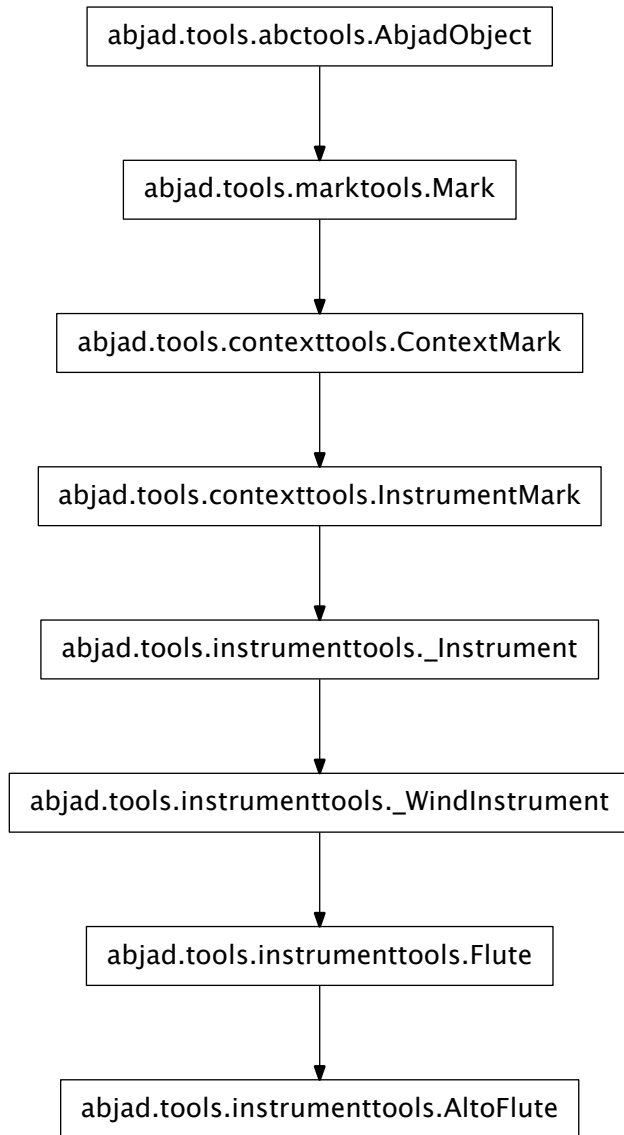 abjad.tools.abctools.AbjadObject
abjad.tools.marktools.Mark
abjad.tools.contexttools.ContextMark
abjad.tools.contexttools.InstrumentMark
abjad.tools.instrumenttools._Instrument
abjad.tools.instrumenttools._WindInstrument
abjad.tools.instrumenttools.Flute
abjad.tools.instrumenttools.AltoFlute